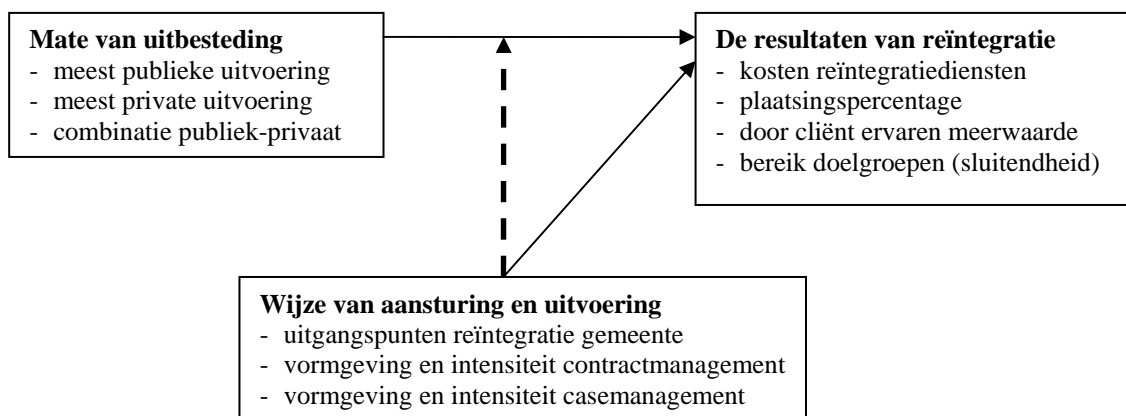 Mate van uitbesteding
- meest publieke uitvoering
- meest private uitvoering
- combinatie publiek-privaat
De resultaten van reïntegratie
- kosten reïntegratiediensten
- plaatsingspercentage
- door cliënt ervaren meerwaarde
- bereik doelgroepen (sluitendheid)
Wijze van aansturing en uitvoering
- uitgangspunten reïntegratie gemeente
- vormgeving en intensiteit contractmanagement
- vormgeving en intensiteit casemanagement